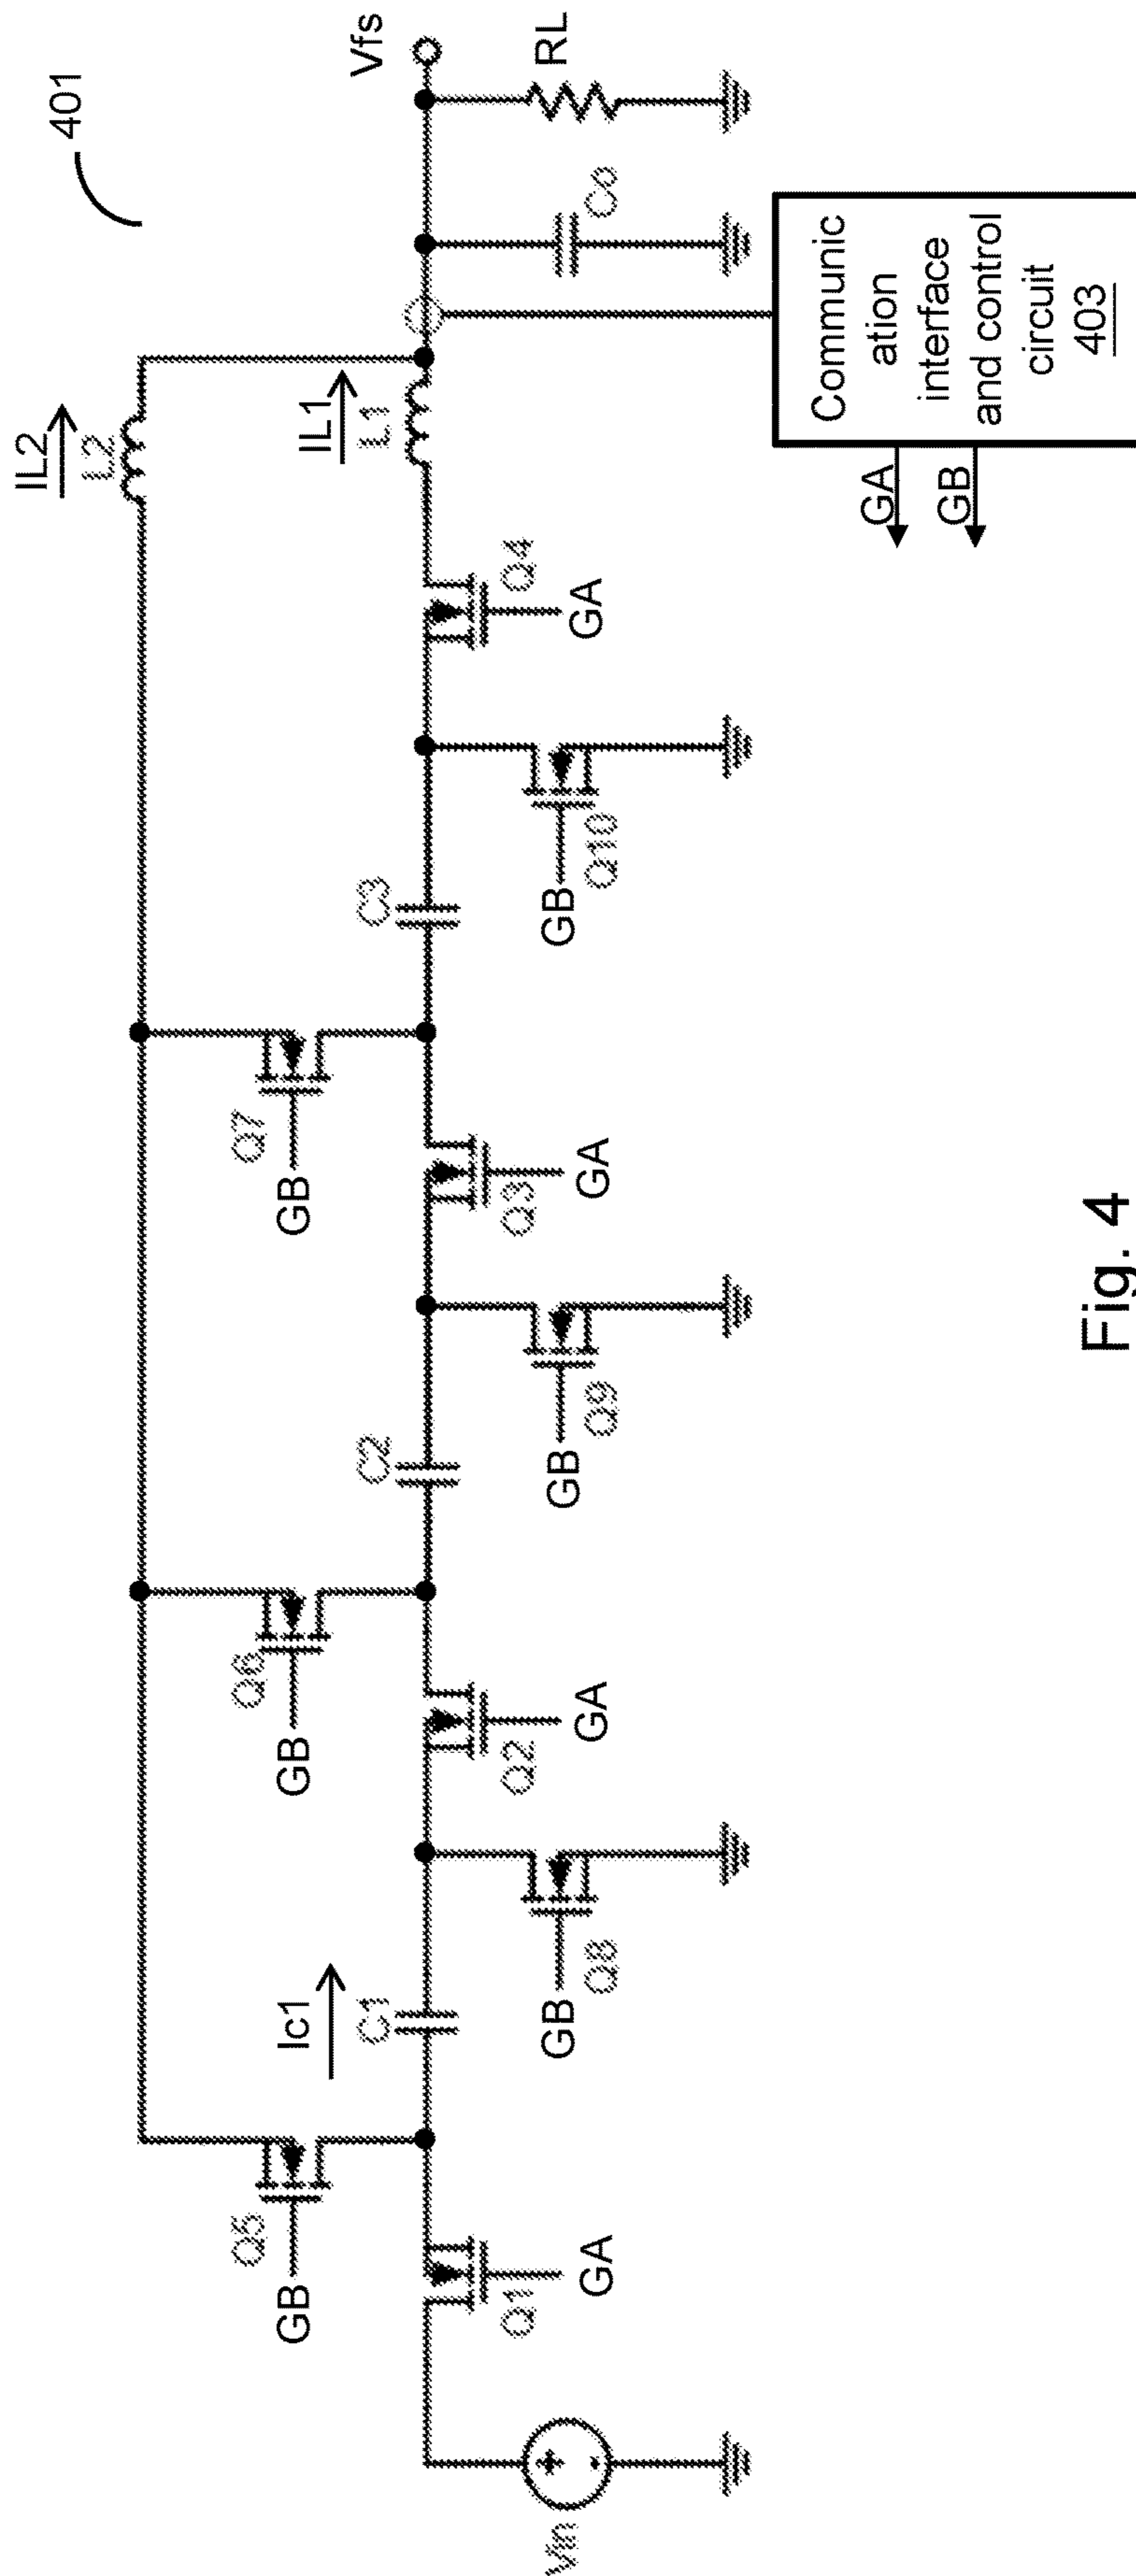 401
IL2
L2
Vfs
IL1
L1
RL
Co
Ic1
C1
C2
C3
Q5
GB
Q6
GB
Q7
GB
Vin
Q1
GA
Q8
GB
Q2
GA
Q9
GB
Q3
GA
Q10
GB
Q4
GA
GA
GB
Communic
ation
interface
and control
circuit
403
Fig. 4